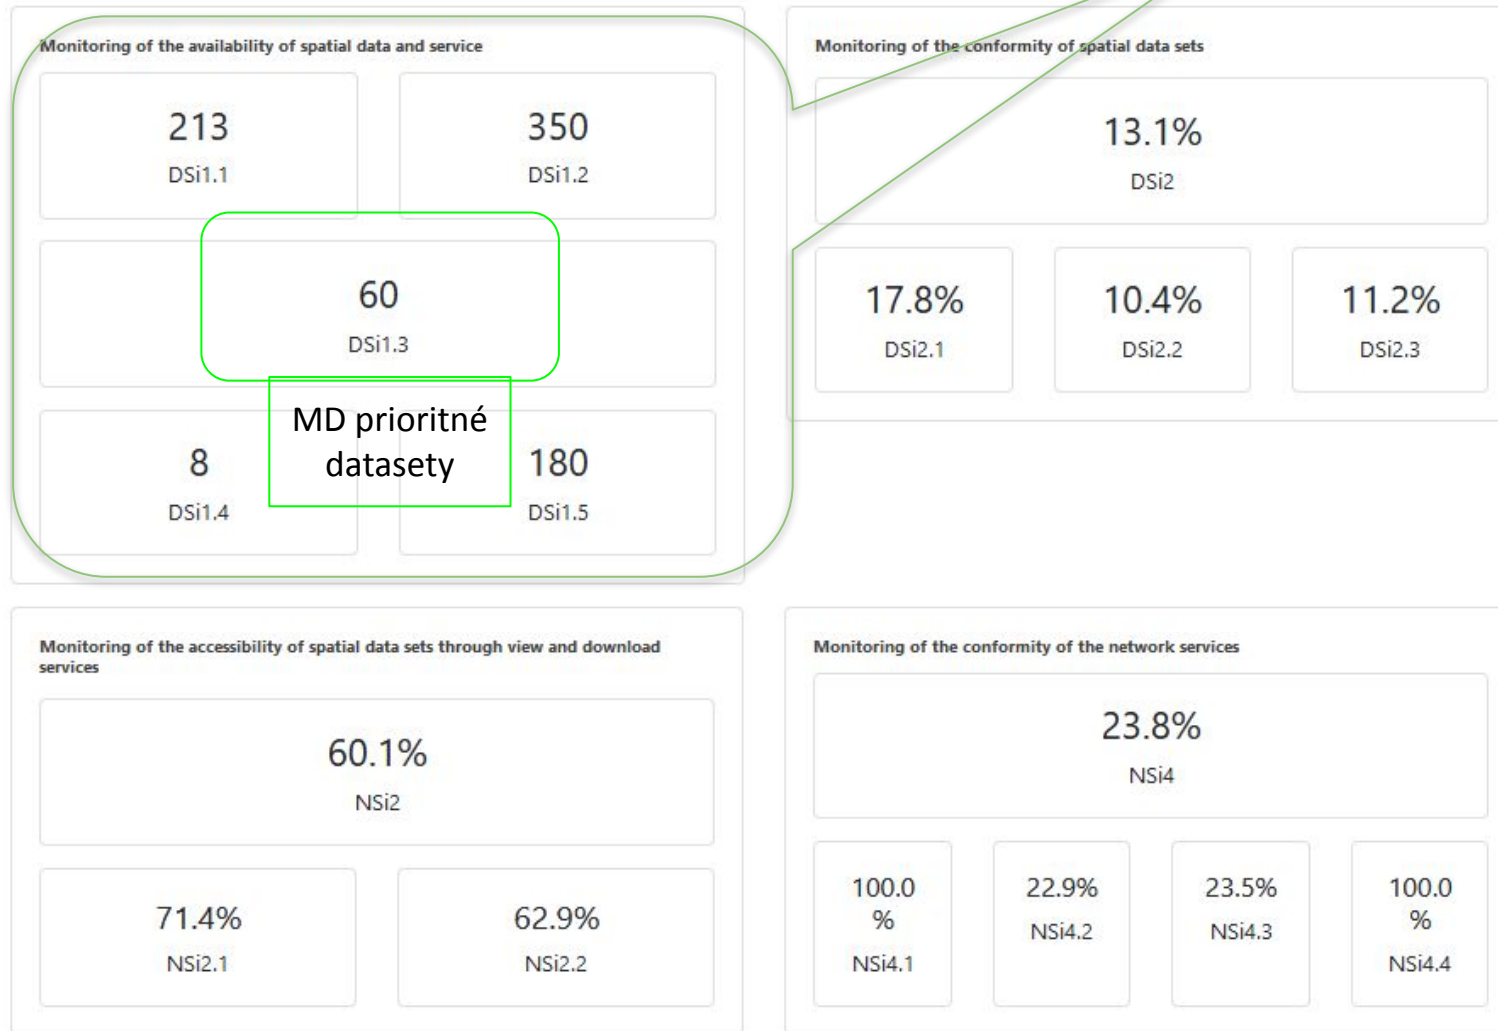 Monitoring of the availability of spatial data and service
213
DSi1.1
350
DSi1.2
60
DSi1.3
MD prioritné
datasety
8
DSi1.4
180
DSi1.5
Monitoring of the conformity of spatial data sets
13.1%
DSi2
17.8%
DSi2.1
10.4%
DSi2.2
11.2%
DSi2.3
Monitoring of the accessibility of spatial data sets through view and download
services
60.1%
NSi2
71.4%
NSi2.1
62.9%
NSi2.2
Monitoring of the conformity of the network services
23.8%
NSi4
100.0
%
NSi4.1
22.9%
NSi4.2
23.5%
NSi4.3
100.0
%
NSi4.4